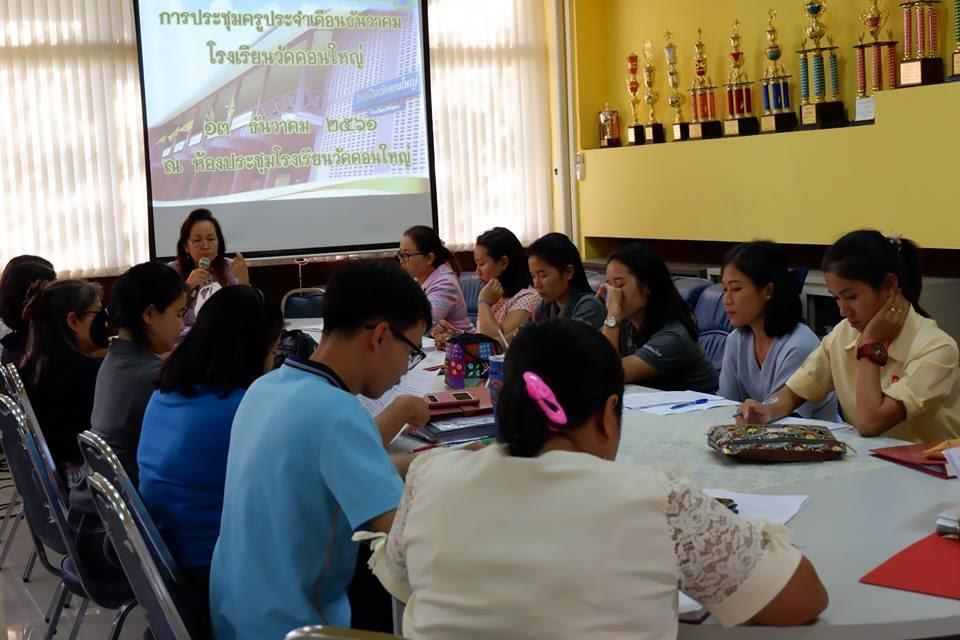 การประชุมครูประจำเดือนธันวาคม
โรงเรียนวัดดอนใหญ่
๑๓ ธันวาคม ๒๕๖๑
ณ ห้องประชุมโรงเรียนวัดดอนใหญ่